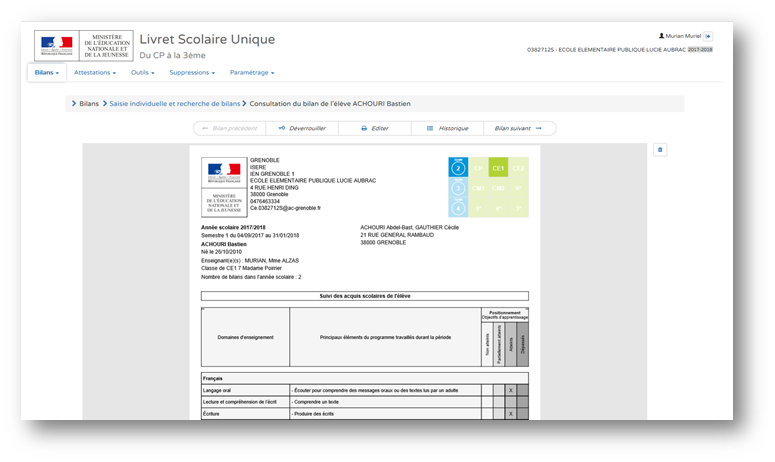 MINISTÈRE
DE L'ÉDUCATION
NATIONALE ET
DE LA JEUNESSE
Livret Scolaire Unique
Du CP à la 3ème
Murian Muriel
0382712S - ECOLE ELEMENTAIRE PUBLIQUE LUCIE AUBRAC 2017-2018
Bilans
Attestations
Outils
Suppressions
Paramétrage
Bilans > Saisie individuelle et recherche de bilans > Consultation du bilan de l'élève ACHOURI Bastien
Bilan précédent
Déverrouiller
Editer
Historique
Bilan suivant
MINISTÈRE
DE L'ÉDUCATION
NATIONALE ET
DE LA JEUNESSE
GRENOBLE
ISERE
IEN GRENOBLE 1
ECOLE ELEMENTAIRE PUBLIQUE LUCIE AUBRAC
4 RUE HENRI DING
38000 Grenoble
0476463334
Ce.0382712S@ac-grenoble.fr
2 CP CE1 CE2
3 CM1 CM2 6e
4 5e 4e 3e
Année scolaire 2017/2018
Semestre 1 du 04/09/2017 au 31/01/2018
ACHOURI Bastien
Né le 26/10/2010
Enseignant(e)(s) : MURIAN, Mme ALZAS
Classe de CE1 7 Madame Poirrier
Nombre de bilans dans l'année scolaire : 2
ACHOURI Abdel-Bast, GAUTHIER Cécile
21 RUE GENERAL RAMBAUD
38000 GRENOBLE
Suivi des acquis scolaires de l'élève
Domaines d'enseignement
Principaux éléments du programme travaillés durant la période
Positionnement
Objectifs d'apprentissage
Non atteints
Partiellement atteints
Atteints
Dépassés
Français
Langage oral - Écouter pour comprendre des messages oraux ou des textes lus par un adulte X
Lecture et compréhension de l'écrit - Comprendre un texte
Écriture - Produire des écrits X